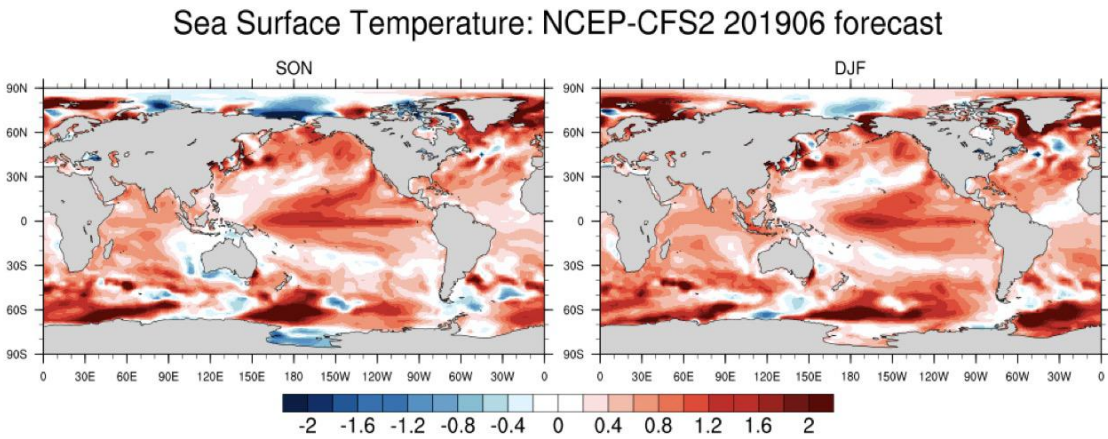 Sea Surface Temperature: NCEP-CFS2 201906 forecast
SON
90N
60N
30N
0
30S
60S
90S
0 30E 60E 90E 120E 150E 180 150W 120W 90W 60W 30W 0
DJF
90N
60N
30N
0
30S
60S
90S
0 30E 60E 90E 120E 150E 180 150W 120W 90W 60W 30W 0
-2 -1.6 -1.2 -0.8 -0.4 0 0.4 0.8 1.2 1.6 2